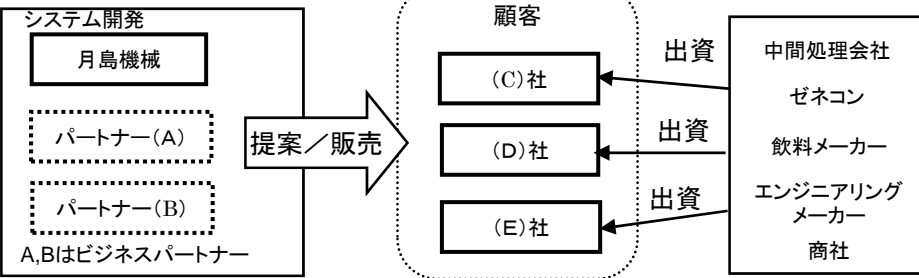 システム開発
月島機械
パートナー(A)
パートナー(B)
A,Bはビジネスパートナー
提案／販売
顧客
(C)社
(D)社
(E)社
出資
出資
出資
中間処理会社
ゼネコン
飲料メーカー
エンジニアリング
メーカー
商社